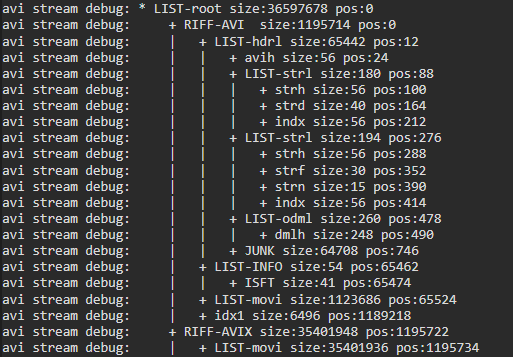 avi stream debug: * LIST-root size:36597678 pos:0
avi stream debug:     + RIFF-AVI  size:1195714 pos:0
avi stream debug:     |   + LIST-hdrl size:65442 pos:12
avi stream debug:     |   |   + avih size:56 pos:24
avi stream debug:     |   |   + LIST-strl size:180 pos:88
avi stream debug:     |   |   |   + strh size:56 pos:100
avi stream debug:     |   |   |   + strd size:40 pos:164
avi stream debug:     |   |   |   + indx size:56 pos:212
avi stream debug:     |   |   + LIST-strl size:194 pos:276
avi stream debug:     |   |   |   + strh size:56 pos:288
avi stream debug:     |   |   |   + strf size:30 pos:352
avi stream debug:     |   |   |   + strn size:15 pos:390
avi stream debug:     |   |   |   + indx size:56 pos:414
avi stream debug:     |   |   + LIST-odml size:260 pos:478
avi stream debug:     |   |   |   + dmlh size:248 pos:490
avi stream debug:     |   |   + JUNK size:64708 pos:746
avi stream debug:     |   + LIST-INFO size:54 pos:65462
avi stream debug:     |   |   + ISFT size:41 pos:65474
avi stream debug:     |   + LIST-movi size:1123686 pos:65524
avi stream debug:     |   + idx1 size:6496 pos:1189218
avi stream debug:     + RIFF-AVIX size:35401948 pos:1195722
avi stream debug:     |   + LIST-movi size:35401936 pos:1195734